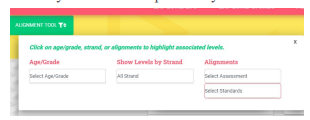 ALIGNMENT TOOL
Click on age/grade, strand, or alignments to highlight associated levels.
X
Age/Grade
Show Levels by Strand
Alignments
Select Age/Grade
All Strand
Select Assessment
Select Standards